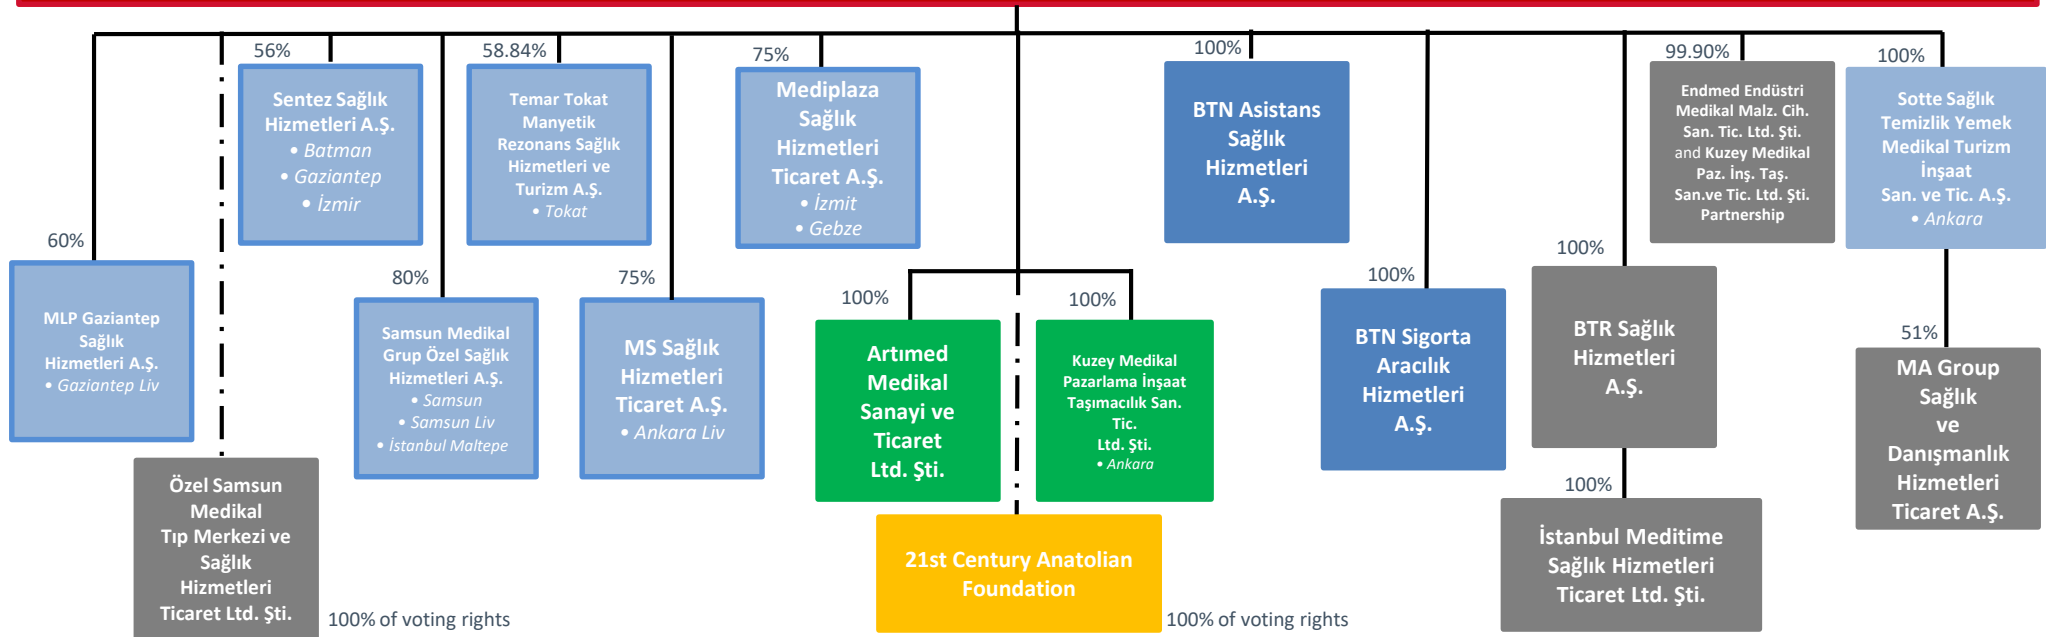 56%
Sentez Sağlık
Hizmetleri A.Ş.
• Batman
• Gaziantep
• İzmir
58.84%
Temar Tokat
Manyetik
Rezonans Sağlık
Hizmetleri ve
Turizm A.Ş.
• Tokat
75%
Mediplaza
Sağlık
Hizmetleri
Ticaret A.Ş.
• İzmit
• Gebze
100%
BTN Asistans
Sağlık
Hizmetleri
A.Ş.
99.90%
Endmed Endüstri
Medikal Malz. Cih.
San. Tic. Ltd. Şti.
and Kuzey Medikal
Paz. İnş. Taş.
San.ve Tic. Ltd. Şti.
Partnership
100%
Sotte Sağlık
Temizlik Yemek
Medikal Turizm
İnşaat
San. ve Tic. A.Ş.
• Ankara
60%
MLP Gaziantep
Sağlık
Hizmetleri A.Ş.
• Gaziantep Liv
80%
Samsun Medikal
Grup Özel Sağlık
Hizmetleri A.Ş.
• Samsun
• Samsun Liv
• İstanbul Maltepe
75%
MS Sağlık
Hizmetleri
Ticaret A.Ş.
• Ankara Liv
100%
Artımed
Medikal
Sanayi ve
Ticaret
Ltd. Şti.
100%
Kuzey Medikal
Pazarlama İnşaat
Taşımacılık San.
Tic.
Ltd. Şti.
• Ankara
100%
BTN Sigorta
Aracılık
Hizmetleri
A.Ş.
100%
BTR Sağlık
Hizmetleri
A.Ş.
51%
MA Group
Sağlık
ve
Danışmanlık
Hizmetleri
Ticaret A.Ş.
Özel Samsun
Medikal
Tıp Merkezi ve
Sağlık
Hizmetleri
Ticaret Ltd. Şti.
100% of voting rights
21st Century Anatolian
Foundation
100% of voting rights
100%
İstanbul Meditime
Sağlık Hizmetleri
Ticaret Ltd. Şti.